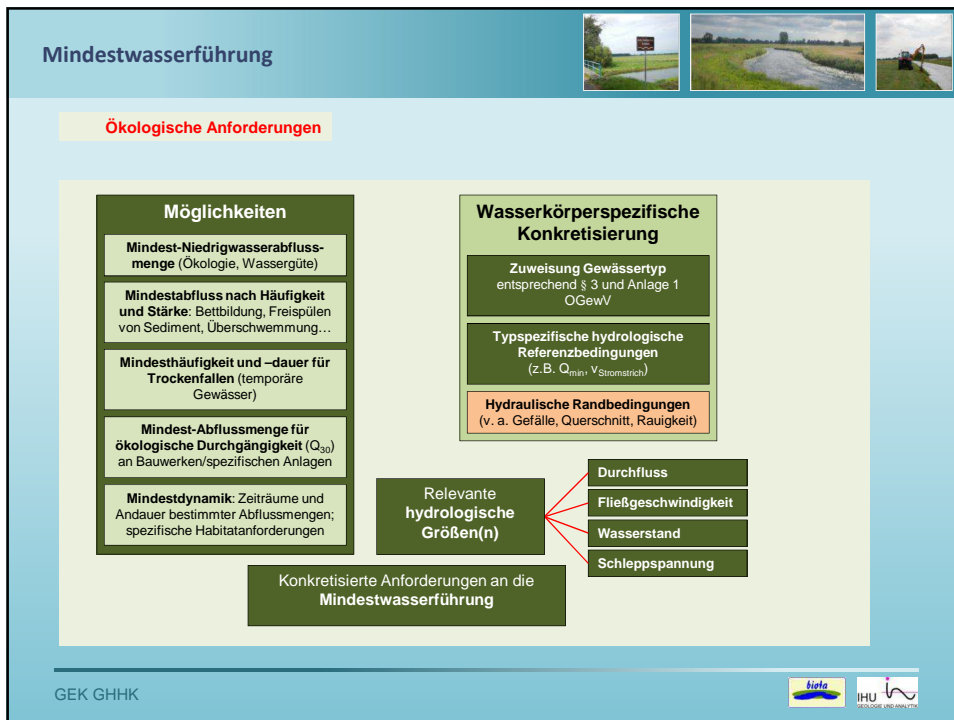 Mindestwasserführung
Ökologische Anforderungen
Möglichkeiten
Mindest-Niedrigwasserabfluss-
menge (Ökologie, Wassergüte)
Mindestabfluss nach Häufigkeit
und Stärke: Bettbildung, Freispülen
von Sediment, Überschwemmung…
Mindesthäufigkeit und –dauer für
Trockenfallen (temporäre
Gewässer)
Mindest-Abflussmenge für
ökologische Durchgängigkeit (Q30)
an Bauwerken/spezifischen Anlagen
Mindestdynamik: Zeiträume und
Andauer bestimmter Abflussmengen;
spezifische Habitatanforderungen
Wasserkörperspezifische
Konkretisierung
Zuweisung Gewässertyp
entsprechend § 3 und Anlage 1
OGewV
Typspezifische hydrologische
Referenzbedingungen
(z.B. Qmin, vStromstrich)
Hydraulische Randbedingungen
(v. a. Gefälle, Querschnitt, Rauigkeit)
Relevante
hydrologische
Größen(n)
Durchfluss
Fließgeschwindigkeit
Wasserstand
Schleppspannung
Konkretisierte Anforderungen an die
Mindestwasserführung
GEK GHHK
biota
IHU
GEOLOGIE UND ANALYTIK